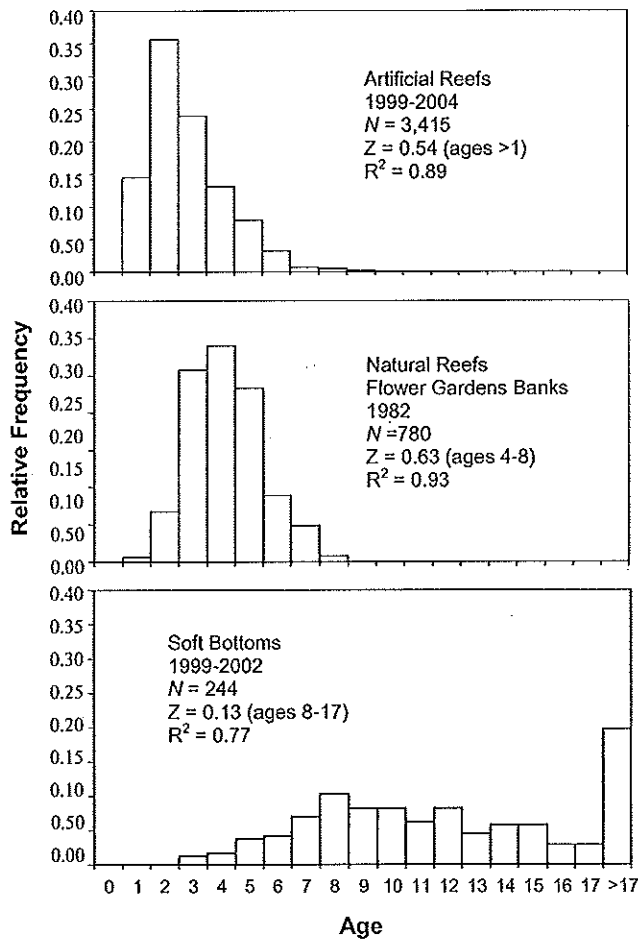 0.40
0.35
0.30
0.25
0.20
0.15
0.10
0.50
0.00
Artificial Reefs
1999-2004
N = 3,415
Z = 0.54 (ages >1)
R² = 0.89
0.40
0.35
0.30
0.25
0.20
0.15
0.10
0.50
0.00
Natural Reefs
Flower Gardens Banks
1982
N =780
Z = 0.63 (ages 4-8)
R² = 0.93
Relative Frequency
0.40
0.35
0.30
0.25
0.20
0.15
0.10
0.50
0.00
Soft Bottoms
1999-2002
N = 244
Z = 0.13 (ages 8-17)
R² = 0.77
0 1 2 3 4 5 6 7 8 9 10 11 12 13 14 15 16 17 >17
Age